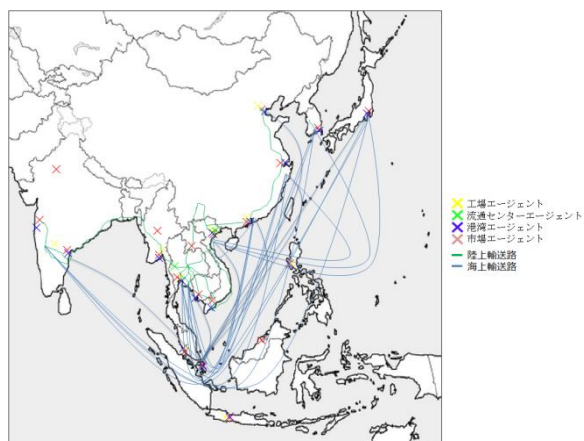 工場エージェント
流通センターエージェント
港湾エージェント
市場エージェント
陸上輸送路
海上輸送路